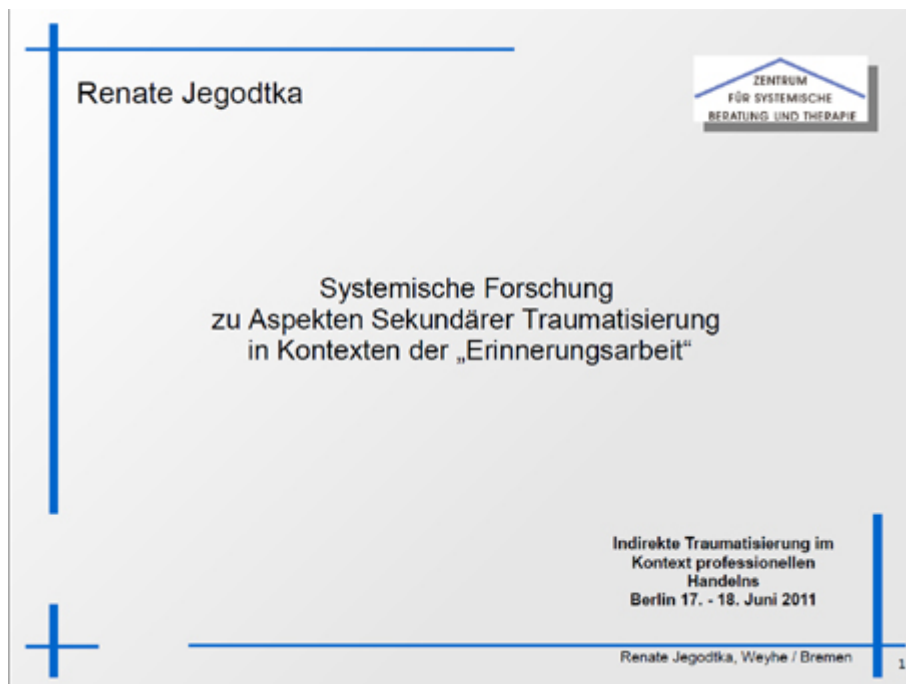 Renate Jegodtka
ZENTRUM
FÜR SYSTEMISCHE
BERATUNG UND THERAPIE
Systemische Forschung
zu Aspekten Sekundärer Traumatisierung
in Kontexten der „Erinnerungsarbeit“
Indirekte Traumatisierung im
Kontext professionellen
Handelns
Berlin 17. - 18. Juni 2011
Renate Jegodtka, Weyhe / Bremen
1